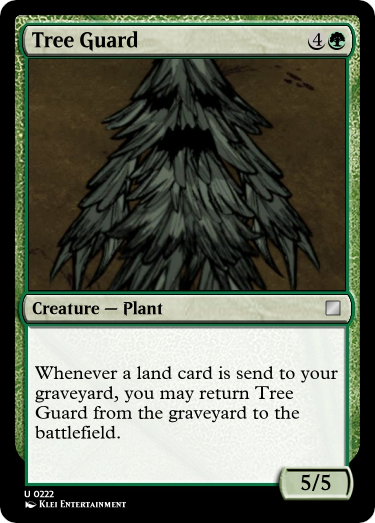 Tree Guard 4
Creature — Plant
Whenever a land card is send to your
graveyard, you may return Tree
Guard from the graveyard to the
battlefield.
5/5
U 0222
Klei Entertainment